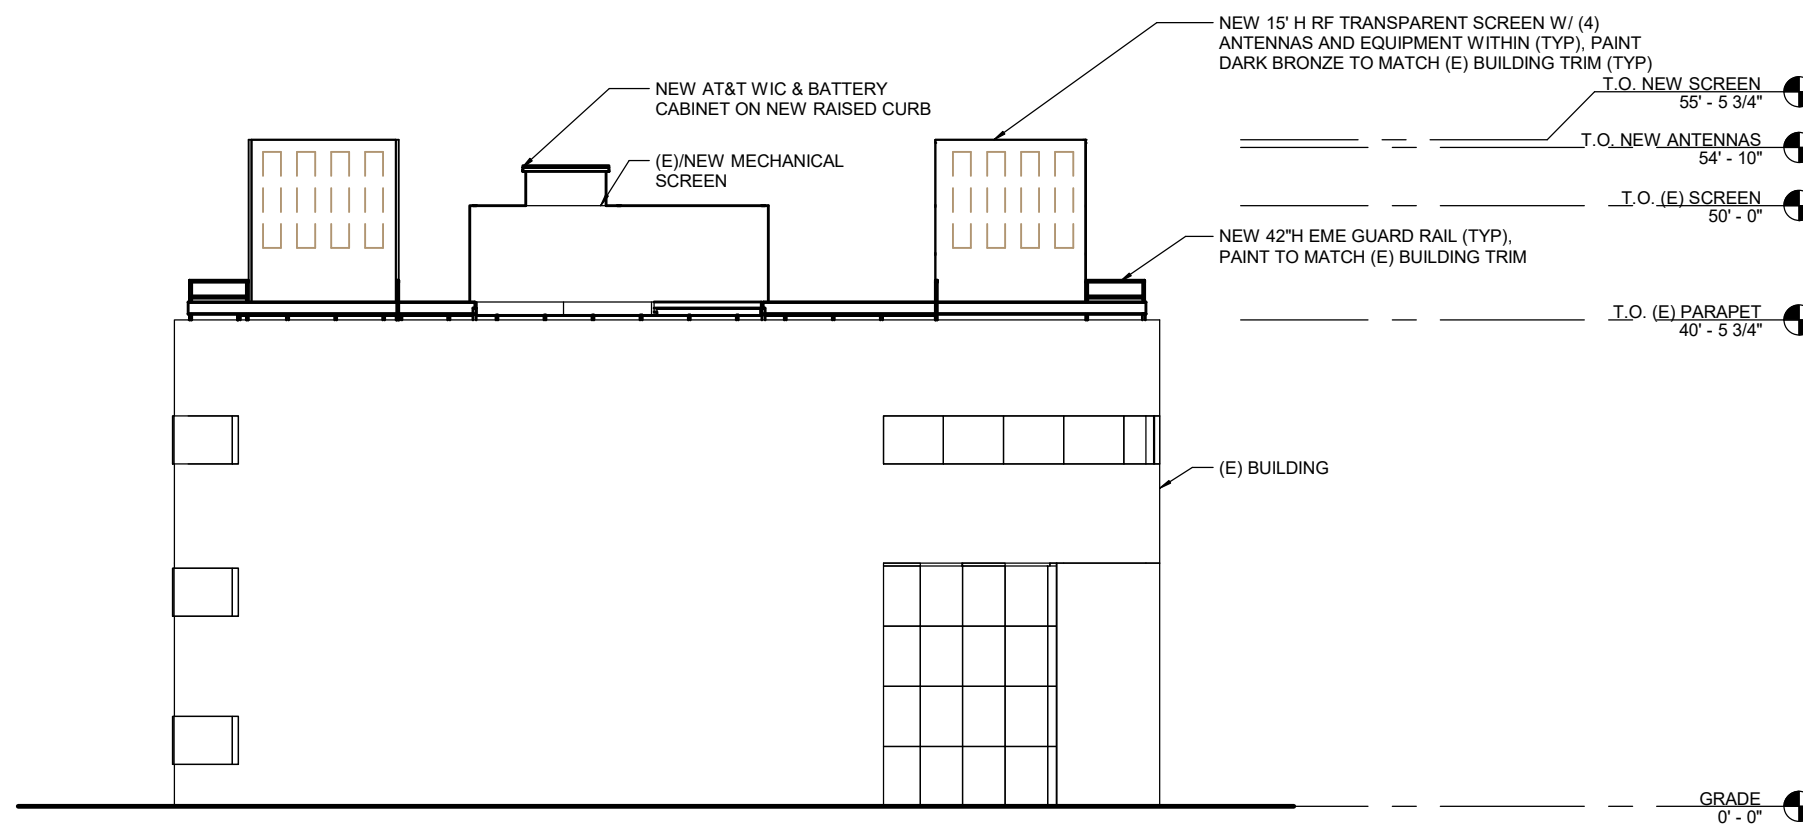 NEW 15' H RF TRANSPARENT SCREEN W/ (4)
ANTENNAS AND EQUIPMENT WITHIN (TYP), PAINT
DARK BRONZE TO MATCH (E) BUILDING TRIM (TYP)
NEW AT&T WIC & BATTERY
CABINET ON NEW RAISED CURB
(E)/NEW MECHANICAL
SCREEN
T.O. NEW SCREEN
55' - 5 3/4"
T.O. NEW ANTENNAS
54' - 10"
T.O. (E) SCREEN
50' - 0"
NEW 42"H EME GUARD RAIL (TYP),
PAINT TO MATCH (E) BUILDING TRIM
T.O. (E) PARAPET
40' - 5 3/4"
(E) BUILDING
GRADE
0' - 0"